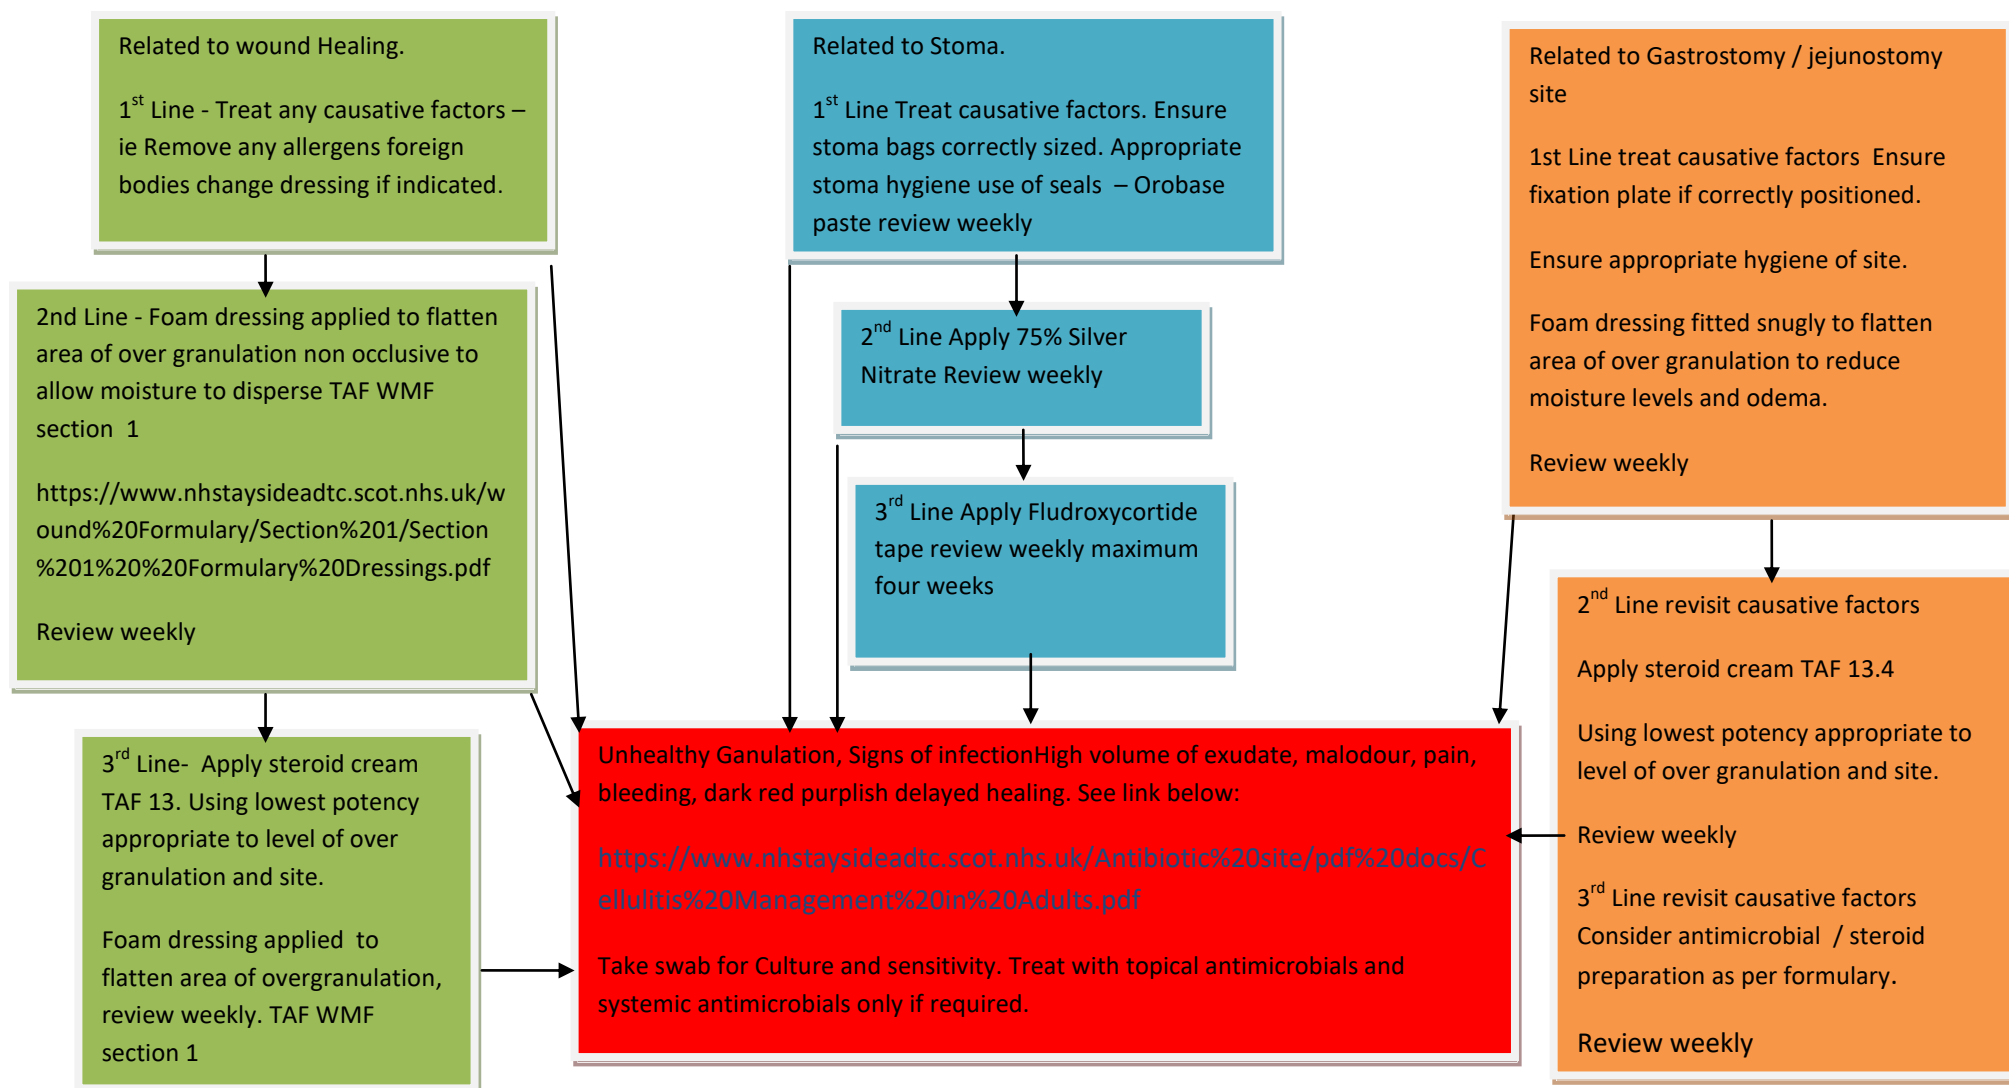 Related to wound Healing.
1st Line - Treat any causative factors –
ie Remove any allergens foreign
bodies change dressing if indicated.
2nd Line - Foam dressing applied to flatten
area of over granulation non occlusive to
allow moisture to disperse TAF WMF
section  1
https://www.nhstaysideadtc.scot.nhs.uk/w
ound%20Formulary/Section%201/Section
%201%20%20Formulary%20Dressings.pdf
Review weekly
3rd Line-  Apply steroid cream
TAF 13. Using lowest potency
appropriate to level of over
granulation and site.
Foam dressing applied  to
flatten area of overgranulation,
review weekly. TAF WMF
section 1
Related to Stoma.
1st Line Treat causative factors. Ensure
stoma bags correctly sized. Appropriate
stoma hygiene use of seals  – Orobase
paste review weekly
2nd Line Apply 75% Silver
Nitrate Review weekly
3rd Line Apply Fludroxycortide
tape review weekly maximum
four weeks
Unhealthy Ganulation, Signs of infectionHigh volume of exudate, malodour, pain,
bleeding, dark red purplish delayed healing. See link below:
https://www.nhstaysideadtc.scot.nhs.uk/Antibiotic%20site/pdf%20docs/C
ellulitis%20Management%20in%20Adults.pdf
Take swab for Culture and sensitivity. Treat with topical antimicrobials and
systemic antimicrobials only if required.
Related to Gastrostomy / jejunostomy
site
1st Line treat causative factors  Ensure
fixation plate if correctly positioned.
Ensure appropriate hygiene of site.
Foam dressing fitted snugly to flatten
area of over granulation to reduce
moisture levels and odema.
Review weekly
2nd Line revisit causative factors
Apply steroid cream TAF 13.4
Using lowest potency appropriate to
level of over granulation and site.
Review weekly
3rd Line revisit causative factors
Consider antimicrobial  / steroid
preparation as per formulary.
Review weekly